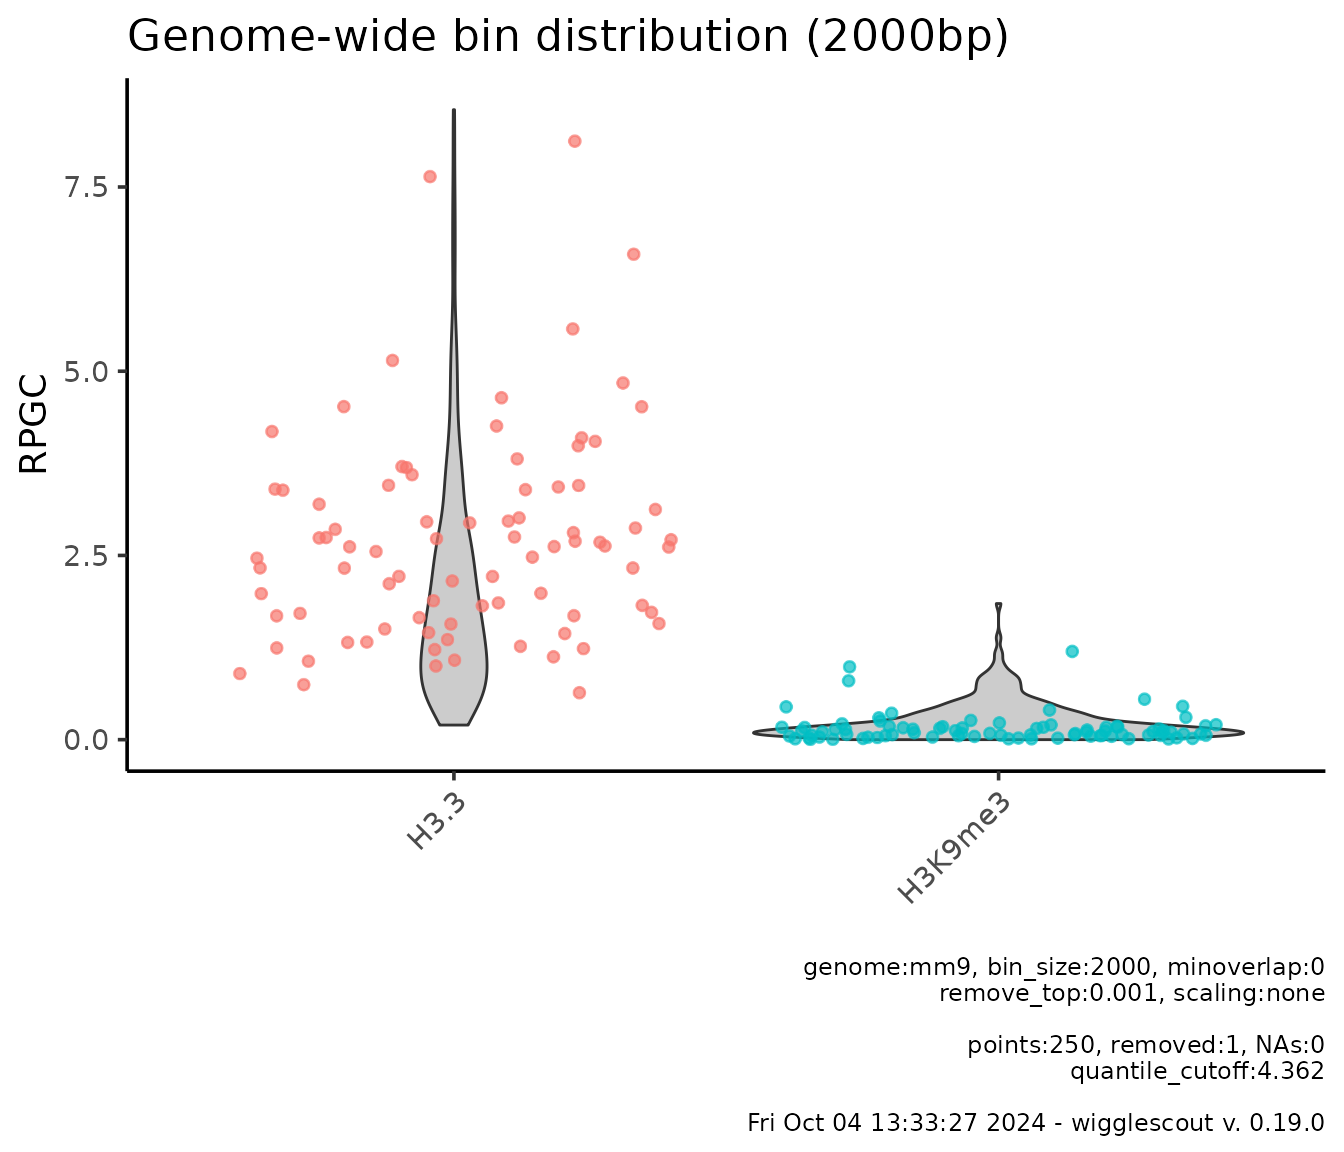 Genome-wide bin distribution (2000bp)
RPGC
7.5
5.0
2.5
0.0
H3.3
H3K9me3
genome:mm9, bin_size:2000, minoverlap:0
remove_top:0.001, scaling:none
points:250, removed:1, NAs:0
quantile_cutoff:4.362
Fri Oct 04 13:33:27 2024 - wigglescout v. 0.19.0